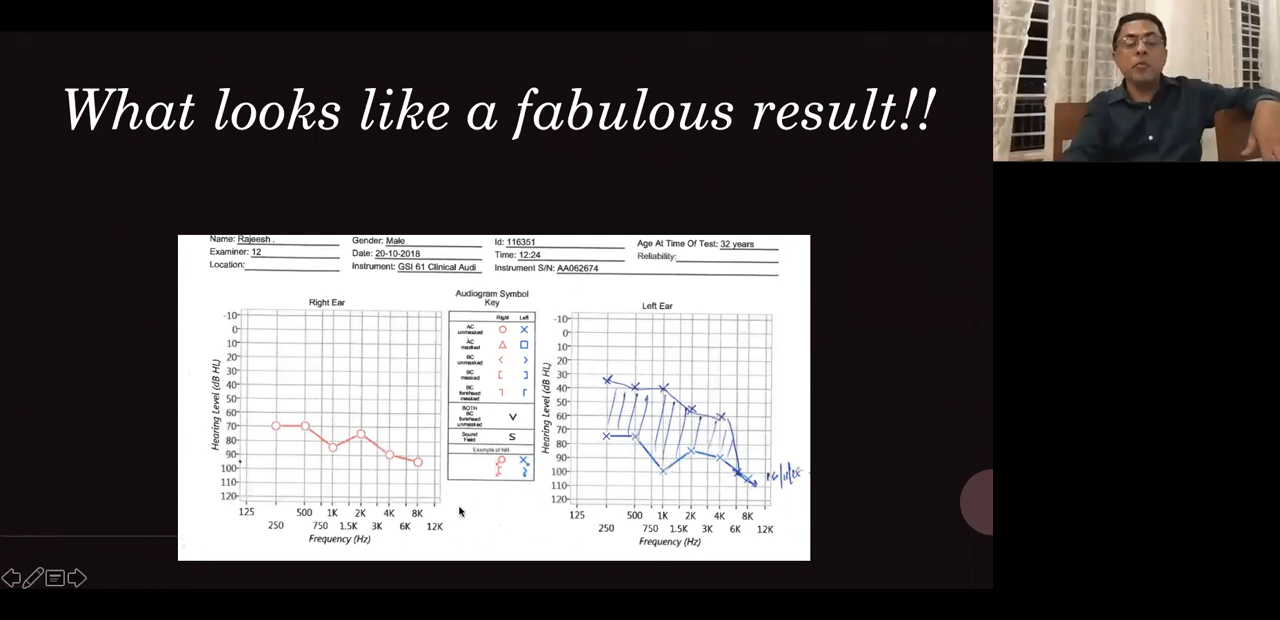 What looks like a fabulous result!!
Name: Rajeesh .
Gender: Male
Id: 116351
Age At Time Of Test: 32 years
Examiner: 12
Date: 20-10-2018
Time: 12:24
Reliability:
Location:
Instrument: GSI 61 Clinical Audi
Instrument S/N: AA062674
Right Ear
Hearing Level (dB HL)
-10
0
10
20
30
40
50
60
70
80
90
100
110
120
125 500 1K 2K 4K 8K 12K
250 750 1.5K 3K 6K
Frequency (Hz)
Audiogram Symbol
Key
Right Left
AC
unmasked
AC
masked
BC
unmasked
BC
masked
BC
forehead
masked
BOTH
BC
forehead
unmasked
V
Sound
Field
S
Example of NR
Left Ear
Hearing Level (dB HL)
-10
0
10
20
30
40
50
60
70
80
90
100
110
120
125 500 1K 2K 4K 8K
250 750 1.5K 3K 6K 12K
Frequency (Hz)